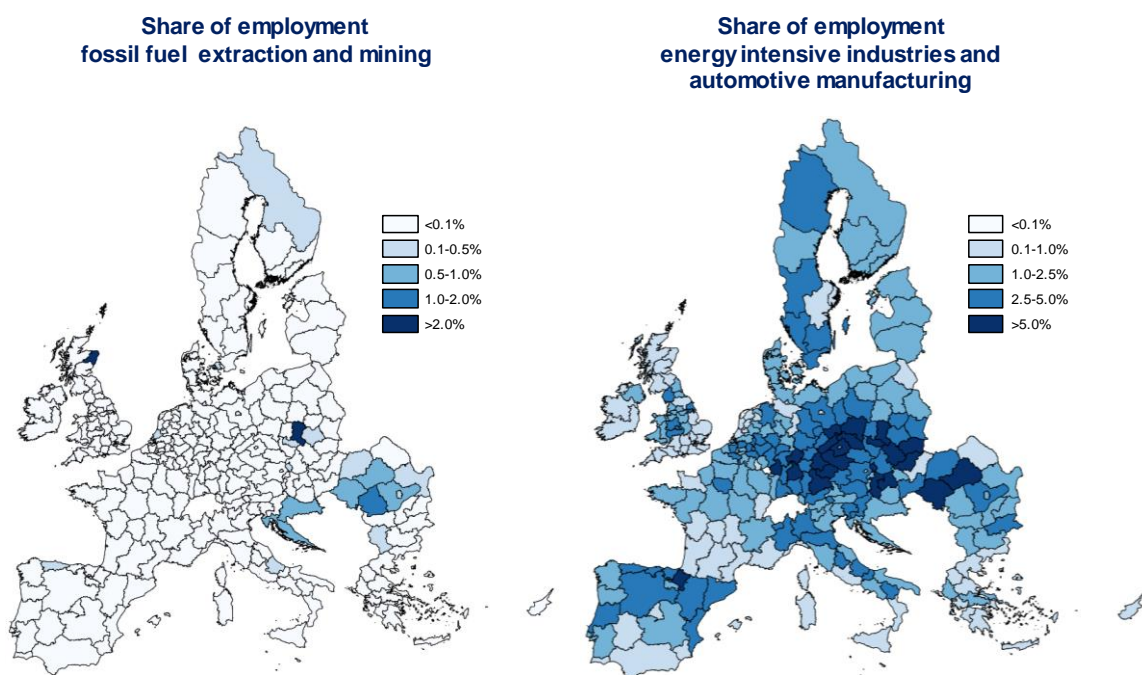 Share of employment
fossil fuel extraction and mining
Share of employment
energy intensive industries and
automotive manufacturing
<0.1%
0.1-0.5%
0.5-1.0%
1.0-2.0%
>2.0%
<0.1%
0.1-1.0%
1.0-2.5%
2.5-5.0%
>5.0%